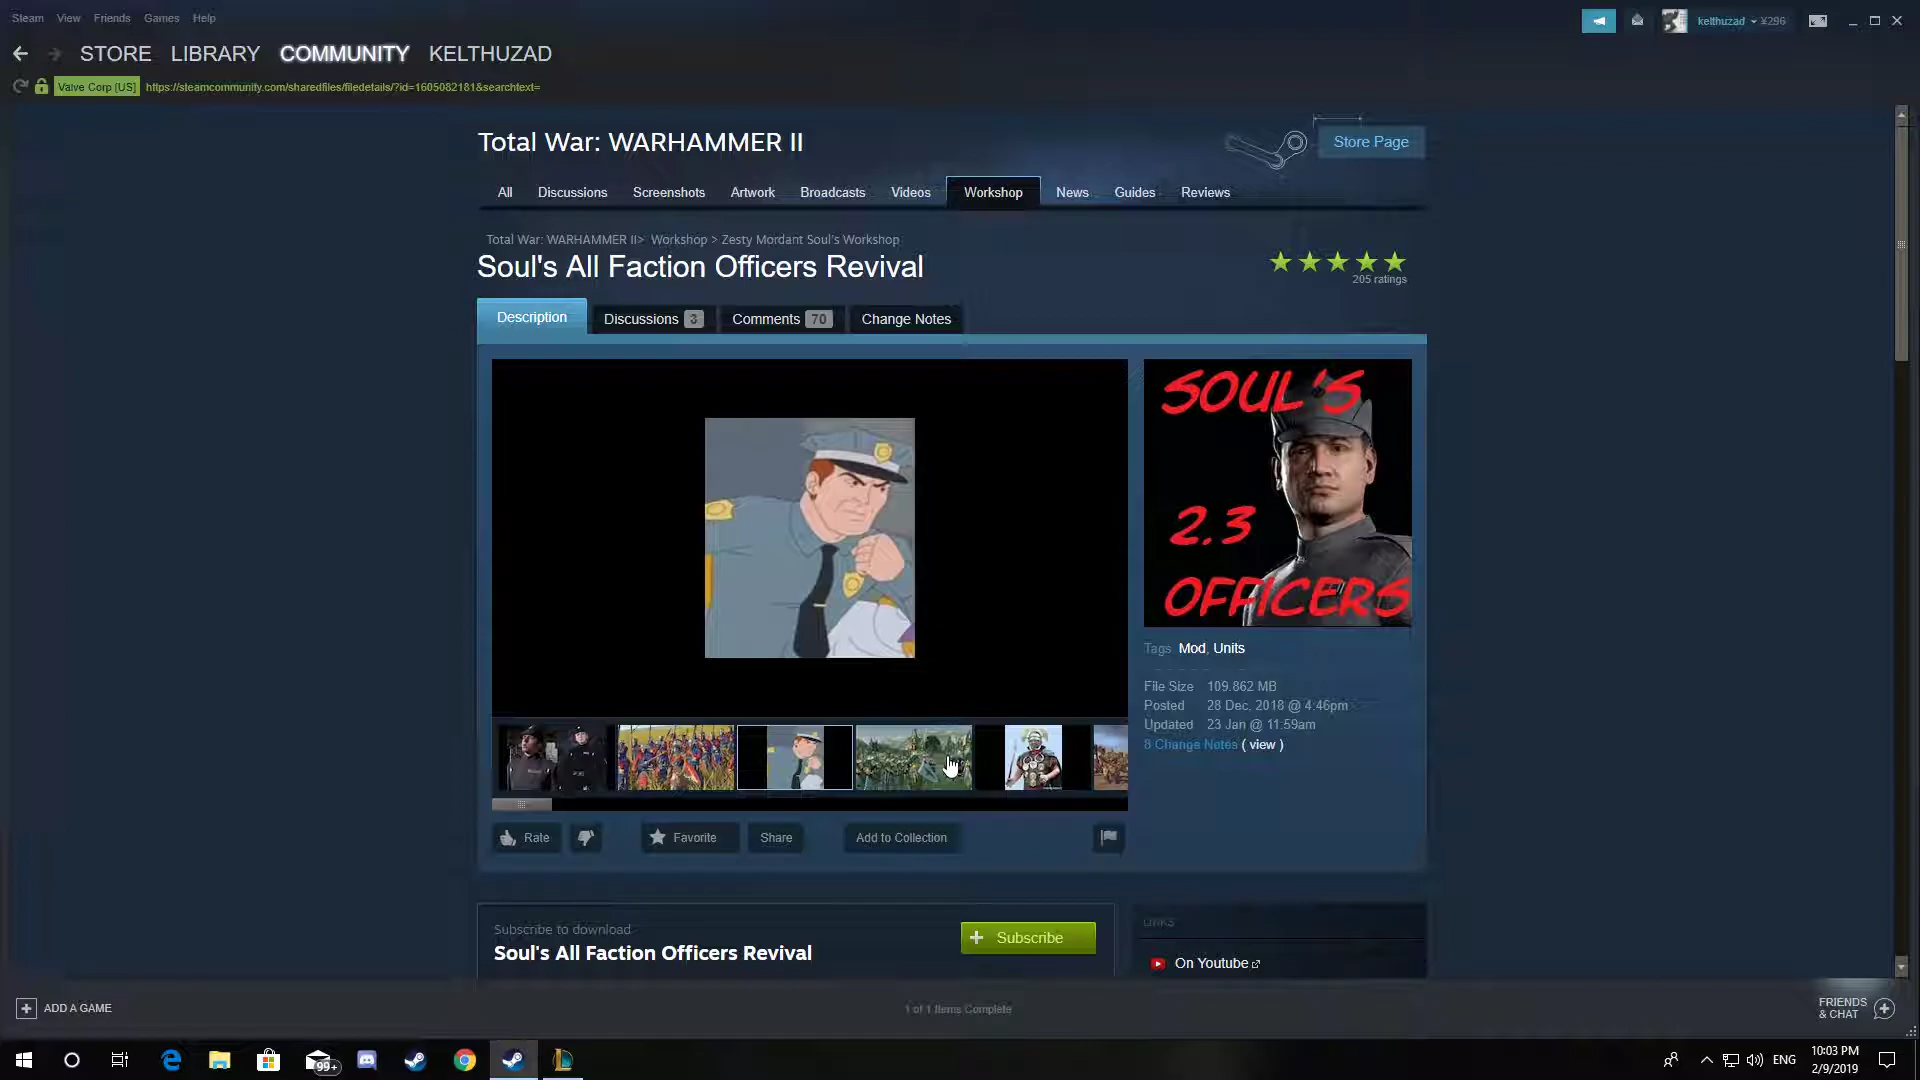 Steam View Friends Games Help
kelthuzad ¥296
STORE LIBRARY COMMUNITY KELTHUZAD
Valve Corp [US] https://steamcommunity.com/sharedfiles/filedetails/?id=1605082181&searchtext=
Total War: WARHAMMER II
Store Page
All Discussions Screenshots Artwork Broadcasts Videos Workshop News Guides Reviews
Total War: WARHAMMER II> Workshop > Zesty Mordant Soul's Workshop
Soul's All Faction Officers Revival
205 ratings
Description Discussions 3 Comments 70 Change Notes
SOUL'S
2.3
OFFICERS
Tags Mod, Units
File Size 109.862 MB
Posted 28 Dec, 2018 @ 4:46pm
Updated 23 Jan @ 11:59am
8 Change Notes ( view )
Rate Favorite Share Add to Collection
Subscribe to download
Soul's All Faction Officers Revival
Subscribe
LINKS
On Youtube
ADD A GAME
1 of 1 Items Complete
FRIENDS
& CHAT
99+
ENG
10:03 PM
2/9/2019